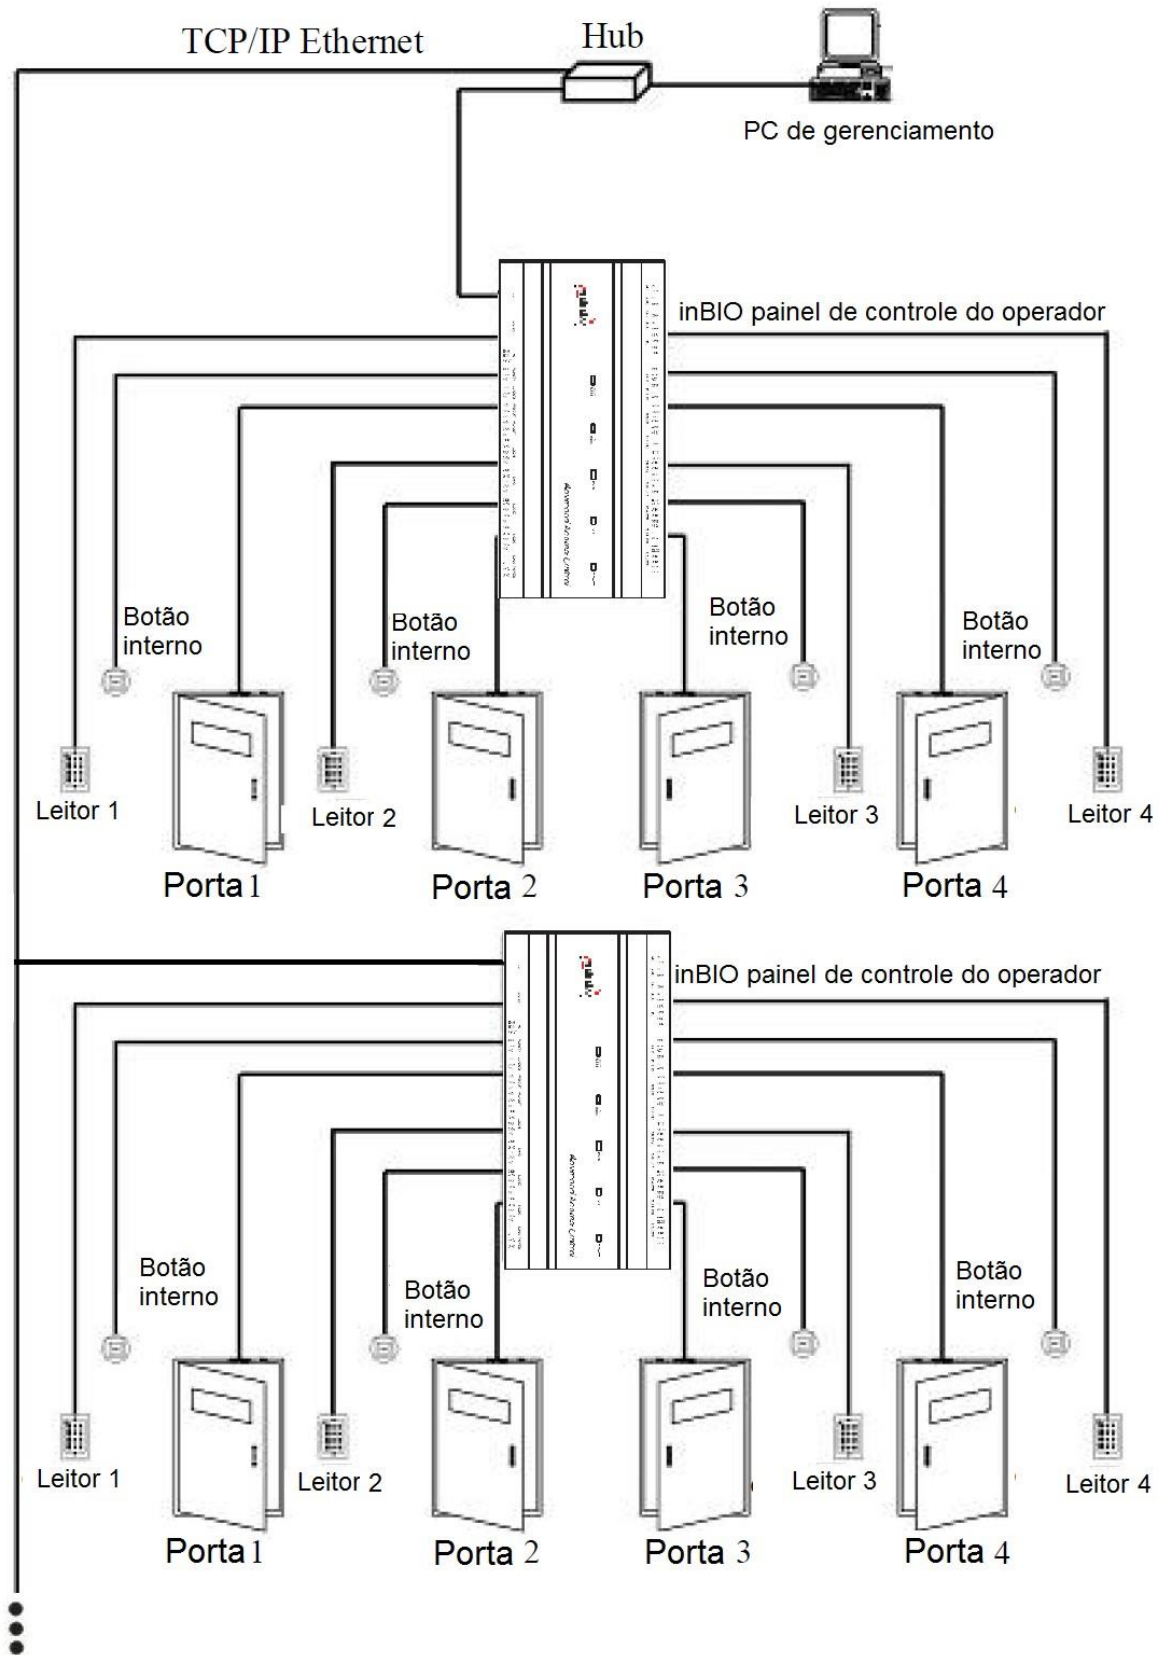 TCP/IP Ethernet
Hub
PC de gerenciamento
inBIO painel de controle do operador
Botão
interno
Botão
interno
Botão
interno
Botão
interno
Leitor 1
Leitor 2
Leitor 3
Leitor 4
Porta 1
Porta 2
Porta 3
Porta 4
inBIO painel de controle do operador
Botão
interno
Botão
interno
Botão
interno
Botão
interno
Leitor 1
Leitor 2
Leitor 3
Leitor 4
Porta 1
Porta 2
Porta 3
Porta 4